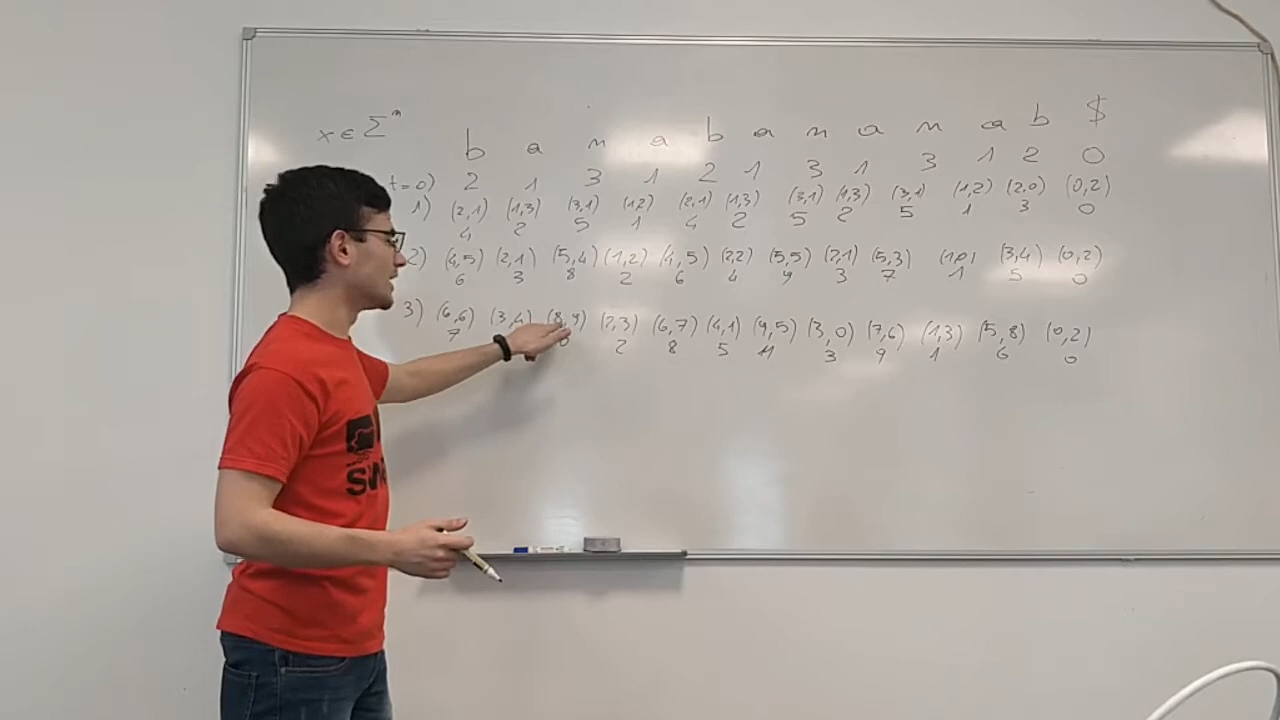 x ∈ Σⁿ b a n a b a n a n a b $
t=0) 2 1 3 1 2 1 3 1 3 1 2 0
1) (2,1) (1,3) (3,1) (1,2) (2,1) (1,3) (3,1) (1,3) (3,1) (1,2) (2,0) (0,2)
4 2 5 1 4 2 5 2 5 1 3 0
2) (4,5) (2,1) (5,4) (1,2) (4,5) (2,2) (5,5) (2,1) (5,3) (1,0) (3,4) (0,2)
6 3 8 2 6 4 9 3 7 1 5 0
3) (6,6) (3,4) (8,9) (2,3) (6,7) (4,1) (9,5) (3,0) (7,6) (1,3) (5,8) (0,2)
7 2 8 5 11 3 9 1 6 0